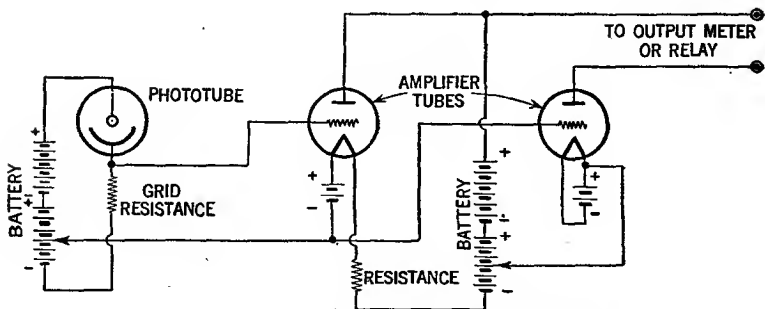 TO OUTPUT METER
OR RELAY
AMPLIFIER
TUBES
PHOTOTUBE
GRID
RESISTANCE
BATTERY
+
+
-
-
+
-
RESISTANCE
BATTERY
+
-
+
-
+
-